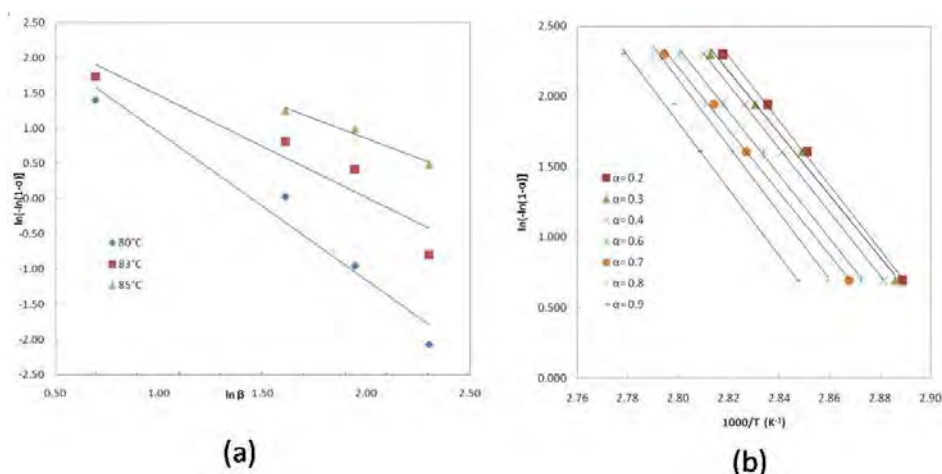 2.50
2.00
1.50
1.00
0.50
-0.00
-0.50
-1.00
-1.50
-2.00
-2.50
ln[-ln[1-α)]
80°C
83°C
85°C
0.50
1.00
1.50
2.00
2.50
ln β
(a)
2.500
2.000
1.500
1.000
0.500
0.000
ln[-ln(1-α)]
α= 0.2
α= 0.3
α= 0.4
α= 0.6
α= 0.7
α= 0.8
α= 0.9
2.76
2.78
2.80
2.82
2.84
2.86
2.88
2.90
1000/T (K⁻¹)
(b)